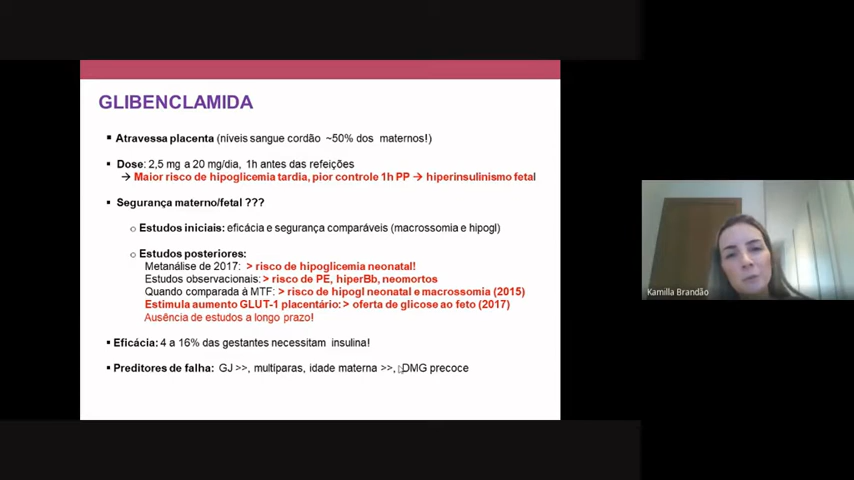 GLIBENCLAMIDA
▪ Atravessa placenta (níveis sangue cordão ~50% dos maternos!)
▪ Dose: 2,5 mg a 20 mg/dia, 1h antes das refeições
→ Maior risco de hipoglicemia tardia, pior controle 1h PP → hiperinsulinismo fetal
▪ Segurança materno/fetal ???
o Estudos iniciais: eficácia e segurança comparáveis (macrossomia e hipogl)
o Estudos posteriores:
Metanálise de 2017: > risco de hipoglicemia neonatal!
Estudos observacionais: > risco de PE, hiperBb, neomortos
Quando comparada à MTF: > risco de hipogl neonatal e macrossomia (2015)
Estimula aumento GLUT-1 placentário: > oferta de glicose ao feto (2017)
Ausência de estudos a longo prazo!
▪ Eficácia: 4 a 16% das gestantes necessitam insulina!
▪ Preditores de falha: GJ >>, multíparas, idade materna >>, DMG precoce
Kamilla Brandão